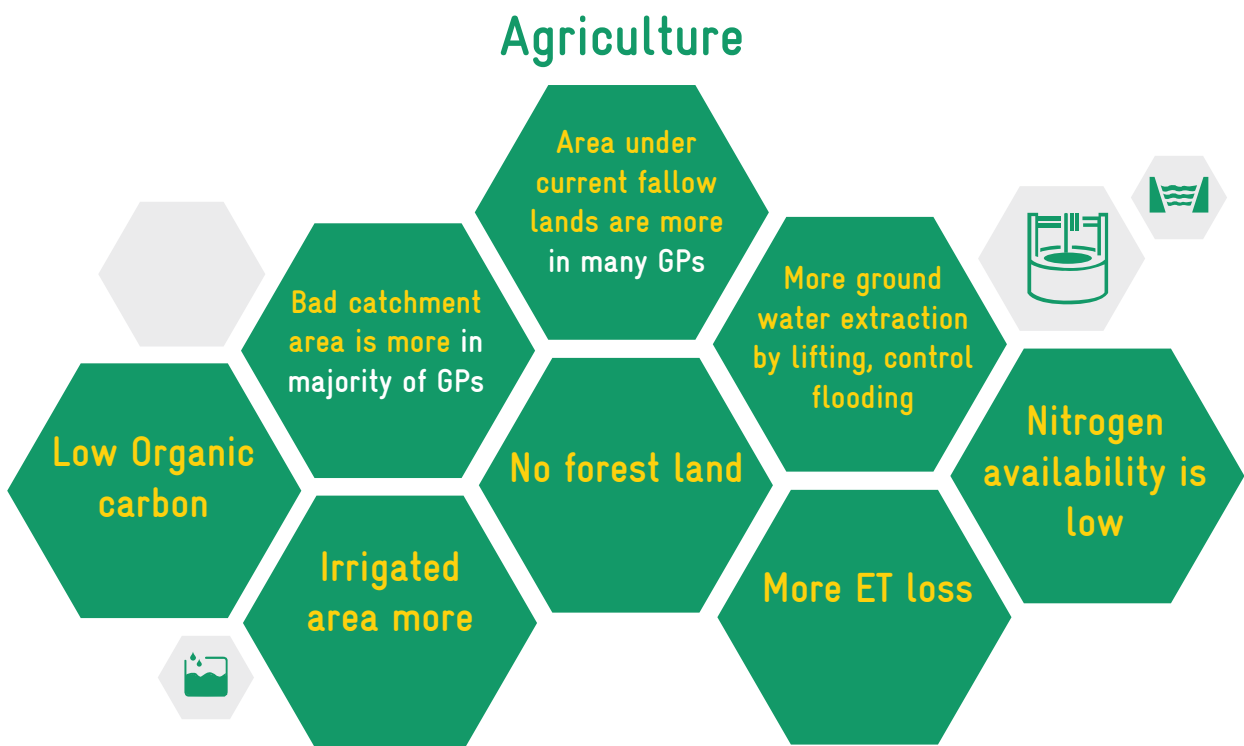 Agriculture
Area under
current fallow
lands are more
in many GPs
Bad catchment
area is more in
majority of GPs
More ground
water extraction
by lifting, control
flooding
Low Organic
carbon
No forest land
Nitrogen
availability is
low
Irrigated
area more
More ET loss